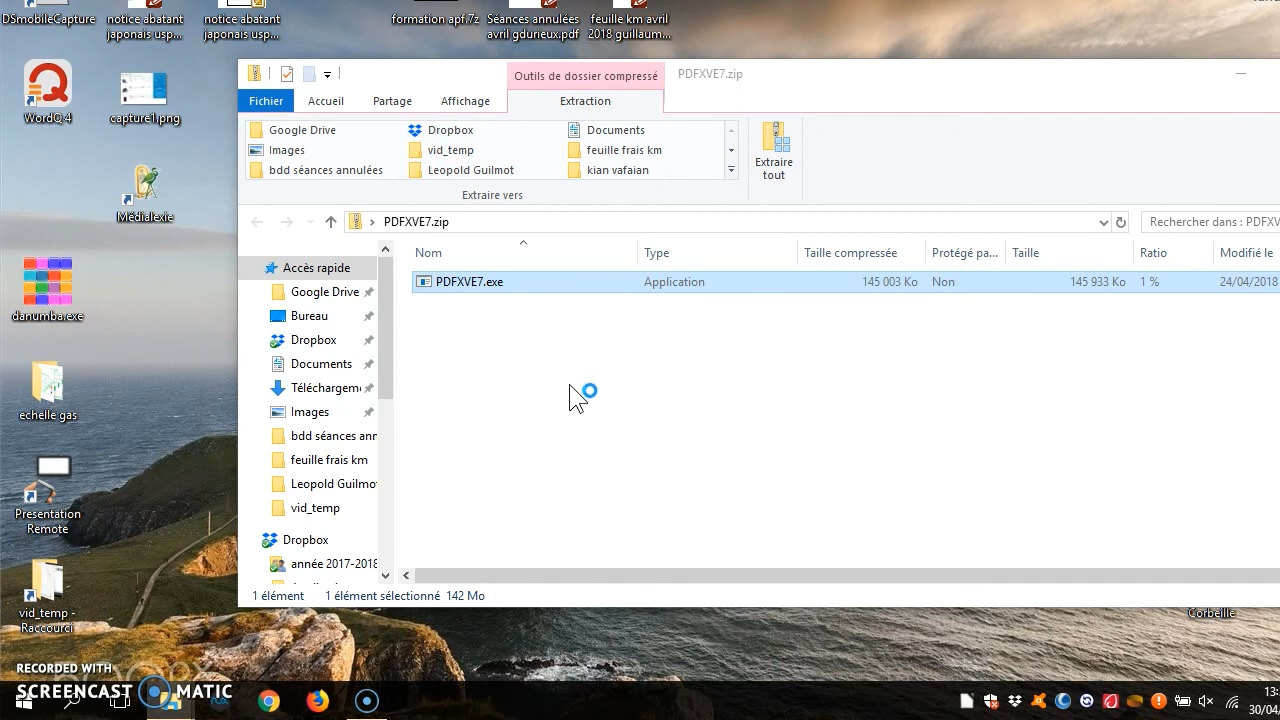 DSmobileCapture
notice abatant
japonais usp...
notice abatant
japonais usp...
formation apf.7z
Séances annulées
avril gdurieux.pdf
feuille km avril
2018 guillaum...
WordQ 4
capture1.png
Médialexie
danumba.exe
echelle gas
Presentation
Remote
vid_temp -
Raccourci
Outils de dossier compressé
PDFXVE7.zip
Fichier
Accueil
Partage
Affichage
Extraction
Google Drive
Dropbox
Documents
Images
vid_temp
feuille frais km
bdd séances annulées
Leopold Guilmot
kian vafaian
Extraire
tout
Extraire vers
PDFXVE7.zip
Rechercher dans : PDFXV
Nom
Type
Taille compressée
Protégé pa...
Taille
Ratio
Modifié le
PDFXVE7.exe
Application
145 003 Ko
Non
145 933 Ko
1 %
24/04/2018
Accès rapide
Google Drive
Bureau
Dropbox
Documents
Téléchargem
Images
bdd séances ann
feuille frais km
Leopold Guilmo
vid_temp
Dropbox
année 2017-2018
1 élément
1 élément sélectionné 142 Mo
Corbeille
RECORDED WITH
SCREENCAST MATIC
13:
30/04